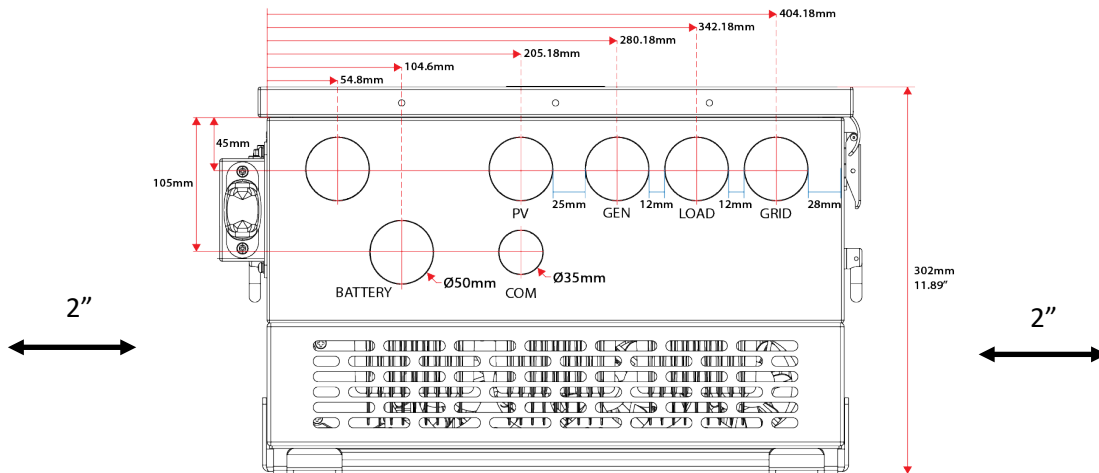 404.18mm
342.18mm
280.18mm
205.18mm
104.6mm
54.8mm
45mm
105mm
25mm
12mm
12mm
28mm
PV
GEN
LOAD
GRID
BATTERY
Ø50mm
COM
Ø35mm
302mm
11.89”
2”
2”